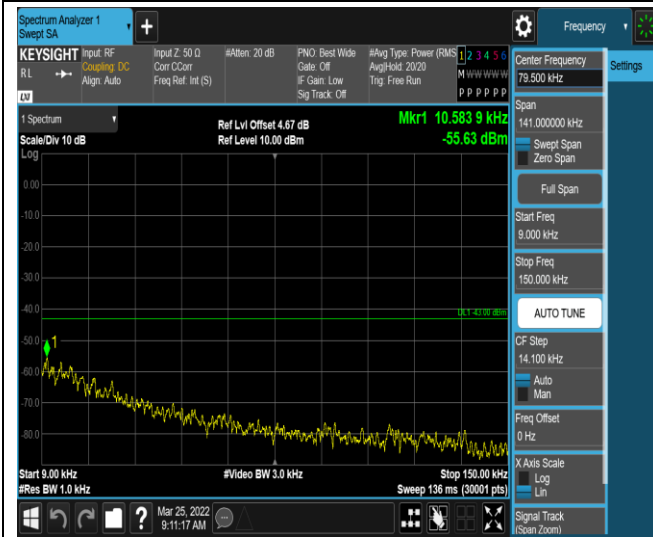 Spectrum Analyzer 1
Swept SA
Frequency
KEYSIGHT
Input: RF
Coupling: DC
Align: Auto
Input Z: 50 Ω
Corr CCorr
Freq Ref: Int (S)
#Atten: 20 dB
PNO: Best Wide
Gate: Off
IF Gain: Low
Sig Track: Off
#Avg Type: Power (RMS
Avg|Hold: 20/20
Trig: Free Run
1 2 3 4 5 6
M W W W W W
P P P P P P
RL
LXI
1 Spectrum
Scale/Div 10 dB
Ref Lvl Offset 4.67 dB
Ref Level 10.00 dBm
Mkr1 10.583 9 kHz
-55.63 dBm
Log
0.00
-10.0
-20.0
-30.0
-40.0
-50.0
-60.0
-70.0
-80.0
DL1 -43.00 dBm
1
Start 9.00 kHz
#Res BW 1.0 kHz
#Video BW 3.0 kHz
Stop 150.00 kHz
Sweep 136 ms (30001 pts)
Mar 25, 2022
9:11:17 AM
Center Frequency
79.500 kHz
Settings
Span
141.000000 kHz
Swept Span
Zero Span
Full Span
Start Freq
9.000 kHz
Stop Freq
150.000 kHz
AUTO TUNE
CF Step
14.100 kHz
Auto
Man
Freq Offset
0 Hz
X Axis Scale
Log
Lin
Signal Track
(Span Zoom)